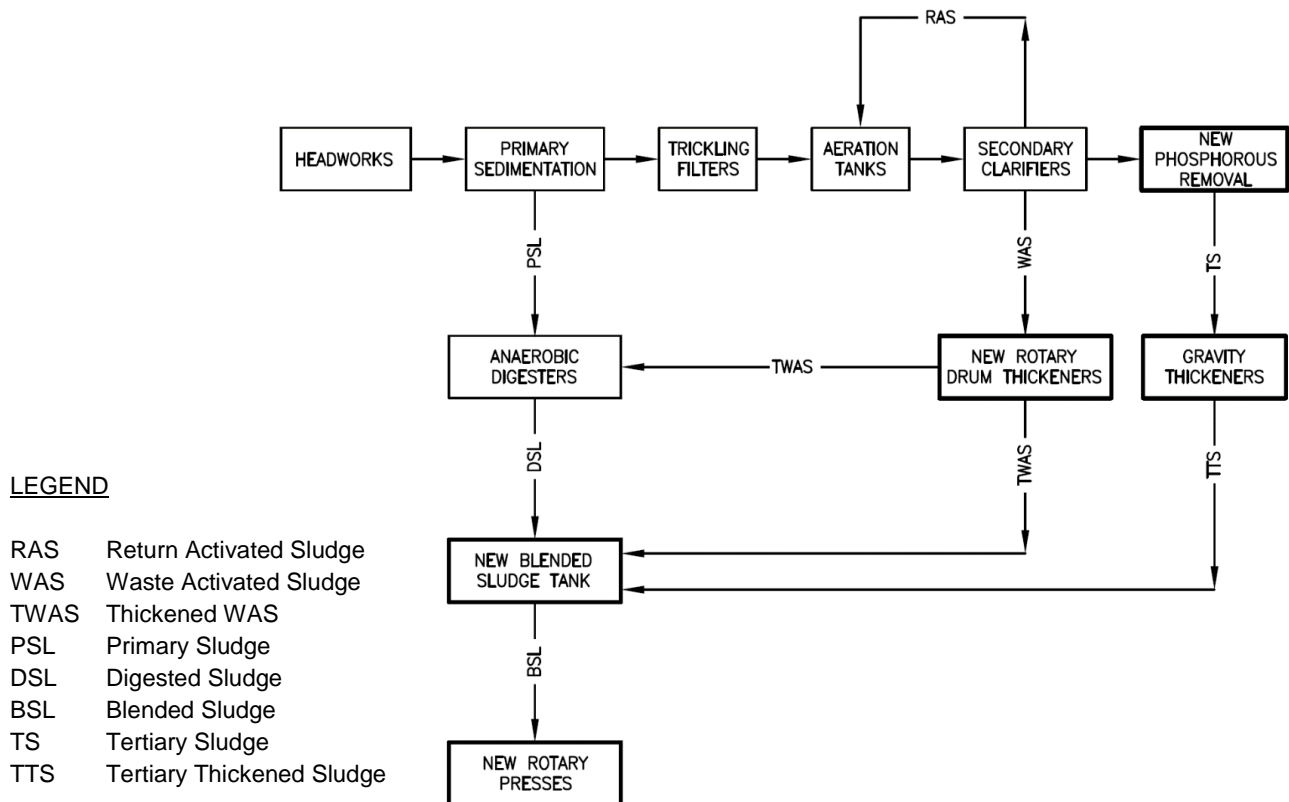 RAS
HEADWORKS
PRIMARY
SEDIMENTATION
TRICKLING
FILTERS
AERATION
TANKS
SECONDARY
CLARIFIERS
NEW
PHOSPHOROUS
REMOVAL
PSL
WAS
TS
ANAEROBIC
DIGESTERS
TWAS
NEW ROTARY
DRUM THICKENERS
GRAVITY
THICKENERS
DSL
TWAS
TTS
NEW BLENDED
SLUDGE TANK
BSL
NEW ROTARY
PRESSES
LEGEND
RAS Return Activated Sludge
WAS Waste Activated Sludge
TWAS Thickened WAS
PSL Primary Sludge
DSL Digested Sludge
BSL Blended Sludge
TS Tertiary Sludge
TTS Tertiary Thickened Sludge